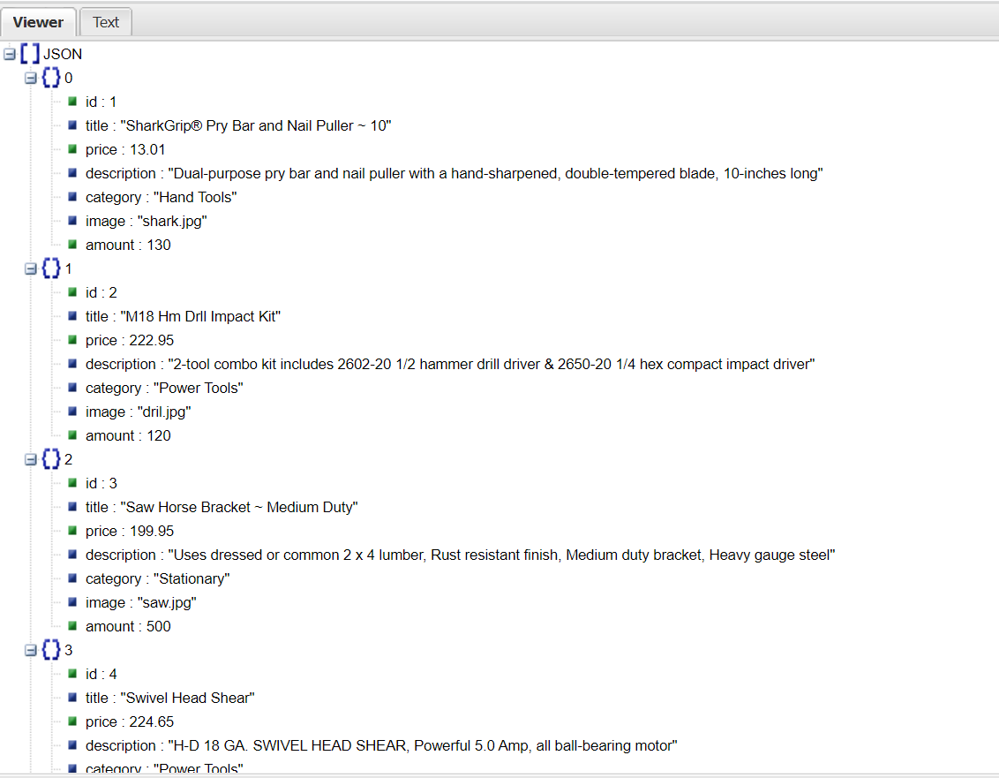 Viewer Text
JSON
0
id : 1
title : "SharkGrip® Pry Bar and Nail Puller ~ 10"
price : 13.01
description : "Dual-purpose pry bar and nail puller with a hand-sharpened, double-tempered blade, 10-inches long"
category : "Hand Tools"
image : "shark.jpg"
amount : 130
1
id : 2
title : "M18 Hm Drll Impact Kit"
price : 222.95
description : "2-tool combo kit includes 2602-20 1/2 hammer drill driver & 2650-20 1/4 hex compact impact driver"
category : "Power Tools"
image : "dril.jpg"
amount : 120
2
id : 3
title : "Saw Horse Bracket ~ Medium Duty"
price : 199.95
description : "Uses dressed or common 2 x 4 lumber, Rust resistant finish, Medium duty bracket, Heavy gauge steel"
category : "Stationary"
image : "saw.jpg"
amount : 500
3
id : 4
title : "Swivel Head Shear"
price : 224.65
description : "H-D 18 GA. SWIVEL HEAD SHEAR, Powerful 5.0 Amp, all ball-bearing motor"
category : "Power Tools"